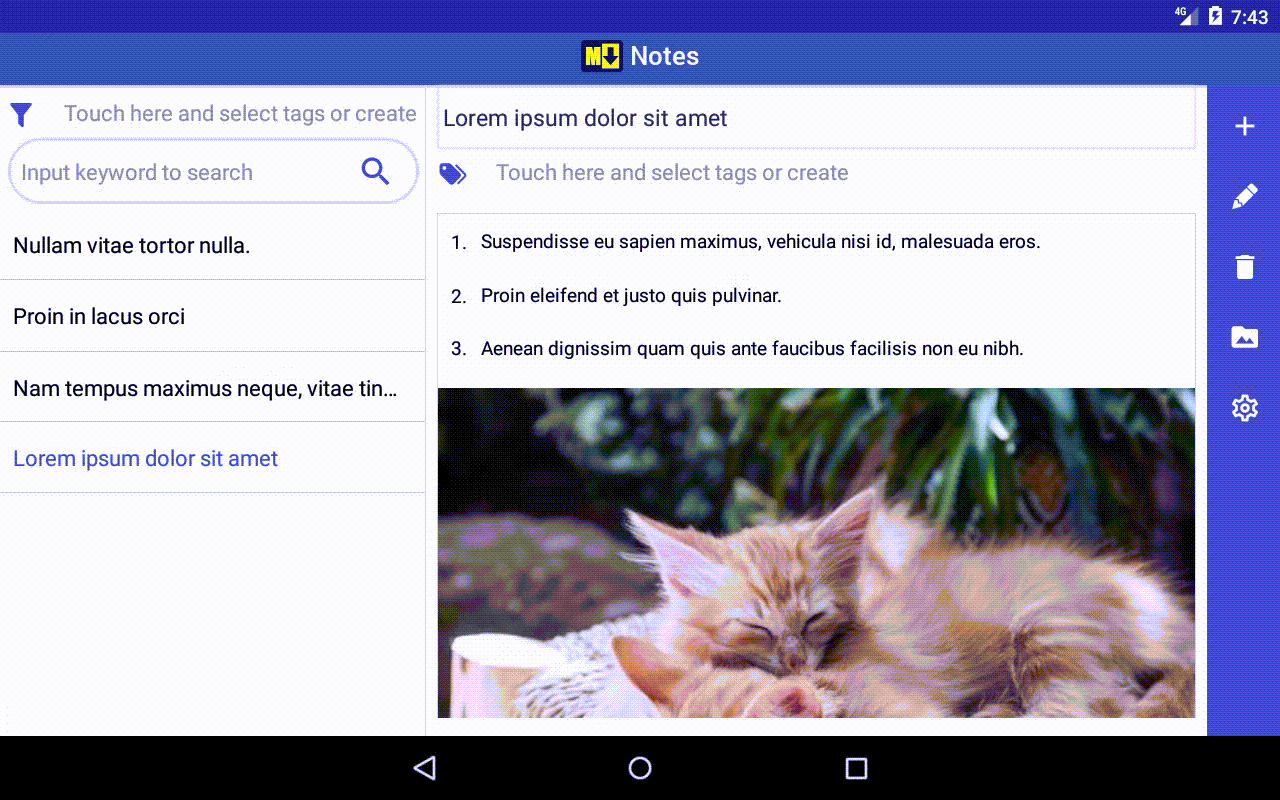 4G 7:43
M Notes
Touch here and select tags or create
Input keyword to search
Nullam vitae tortor nulla.
Proin in lacus orci
Nam tempus maximus neque, vitae tin...
Lorem ipsum dolor sit amet
Lorem ipsum dolor sit amet
Touch here and select tags or create
1. Suspendisse eu sapien maximus, vehicula nisi id, malesuada eros.
2. Proin eleifend et justo quis pulvinar.
3. Aenean dignissim quam quis ante faucibus facilisis non eu nibh.